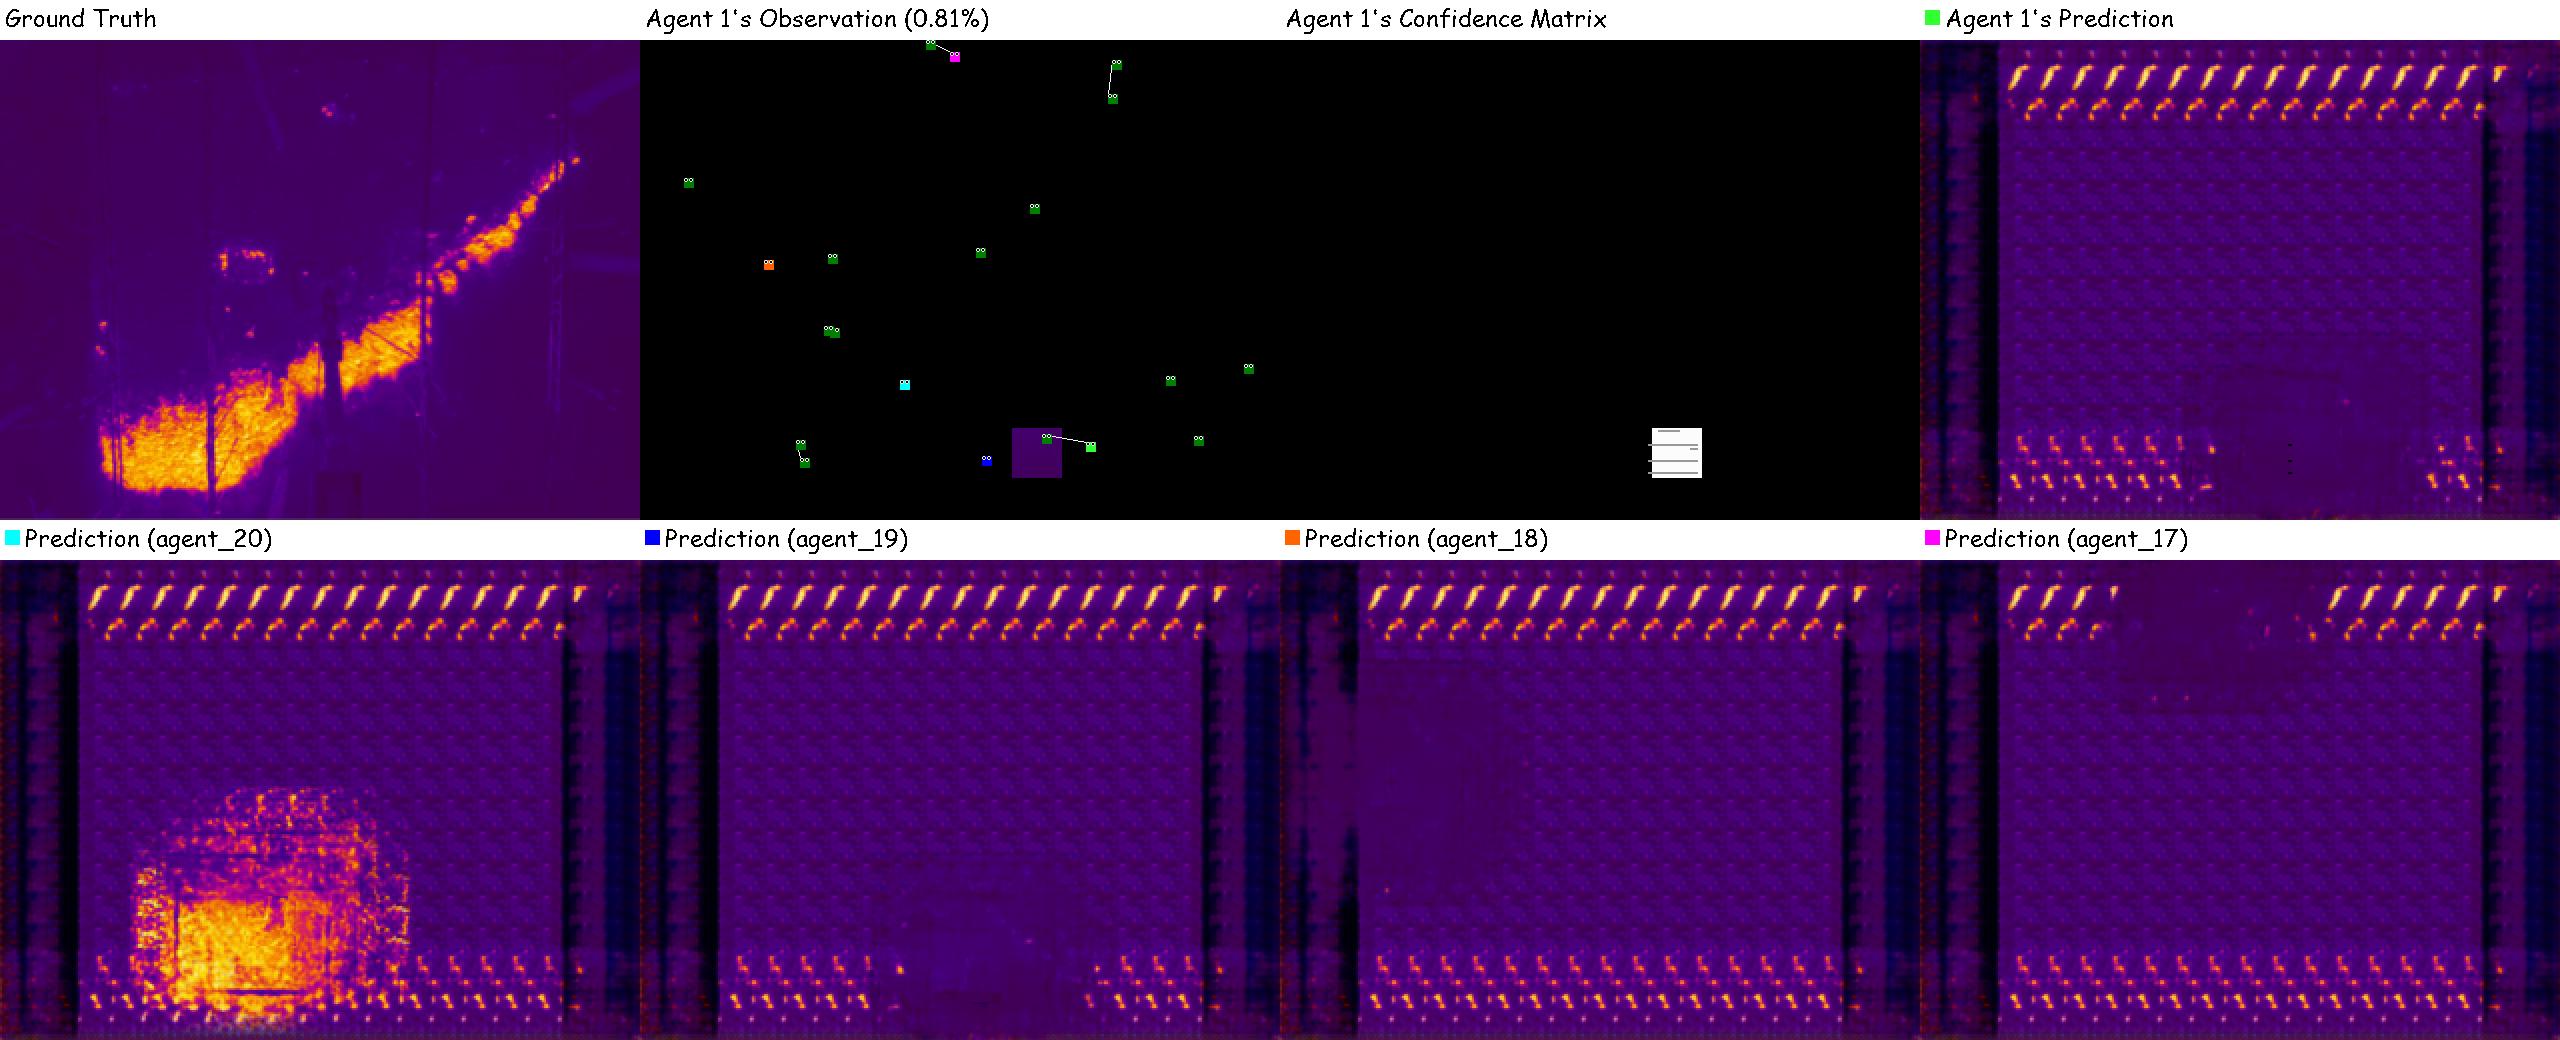 Ground Truth
Agent 1's Observation (0.81%)
Agent 1's Confidence Matrix
Agent 1's Prediction
Prediction (agent_20)
Prediction (agent_19)
Prediction (agent_18)
Prediction (agent_17)